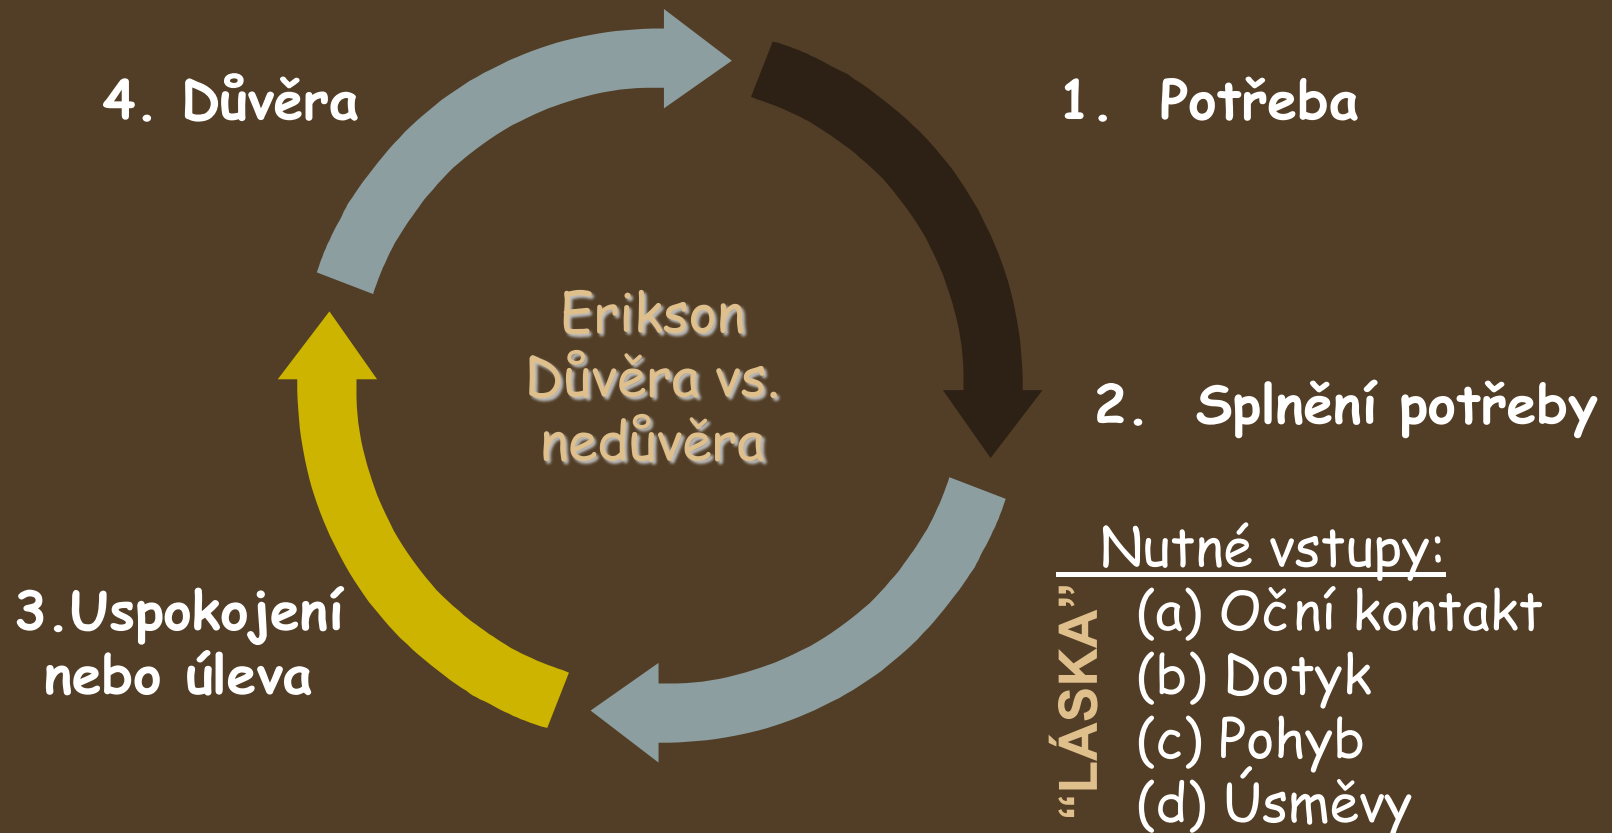 4. Důvěra
1. Potřeba
Erikson
Důvěra vs.
nedůvěra
2. Splnění potřeby
3.Uspokojení
nebo úleva
Nutné vstupy:
“LÁSKA”
(a) Oční kontakt
(b) Dotyk
(c) Pohyb
(d) Úsměvy